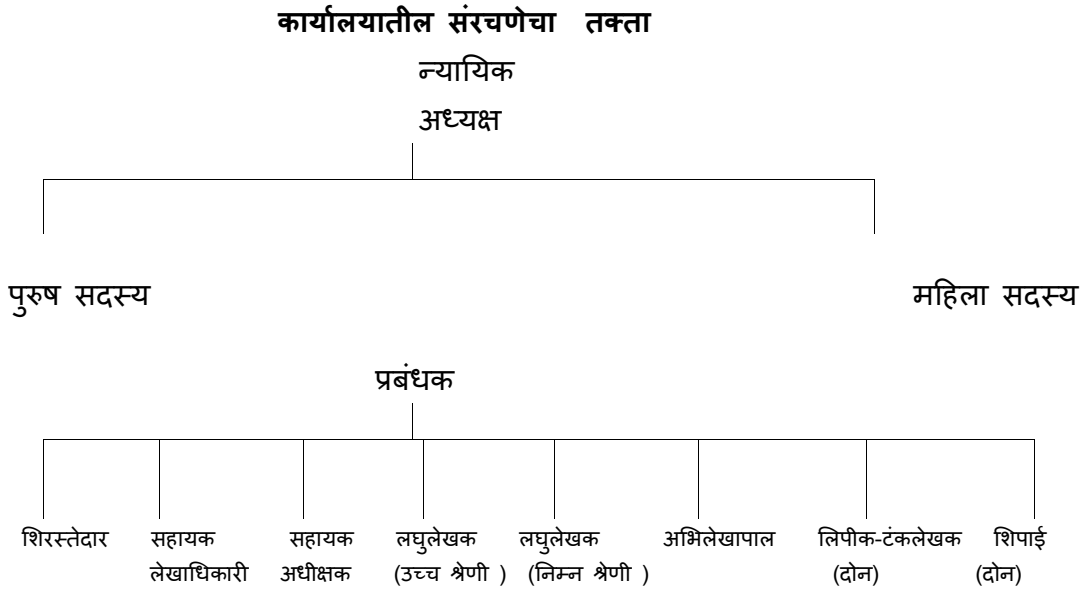 कार्यालयातील संरचणेचा तक्ता
न्यायिक
अध्यक्ष
पुरुष सदस्य महिला सदस्य
प्रबंधक
शिरस्तेदार सहायक सहायक लघुलेखक लघुलेखक अभिलेखापाल लिपीक-टंकलेखक शिपाई
लेखाधिकारी अधीक्षक (उच्च श्रेणी ) (निम्न श्रेणी ) (दोन) (दोन)